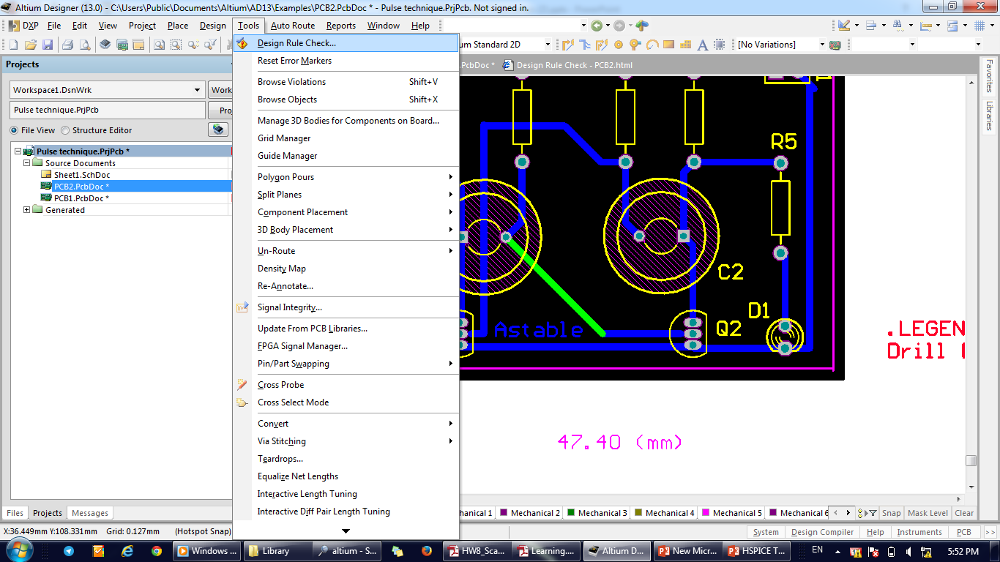 Altium Designer (13.0) - C:\Users\Public\Documents\Altium\AD13\Examples\PCB2.PcbDoc * - Pulse technique.PrjPcb. Not signed in.
DXP File Edit View Project Place Design Tools Auto Route Reports Window Help
um Standard 2D [No Variations]
Projects
.PcbDoc * Design Rule Check - PCB2.html
Workspace1.DsnWrk Work
Pulse technique.PrjPcb Proj
File View Structure Editor
Pulse technique.PrjPcb *
Source Documents
Sheet1.SchDoc
PCB2.PcbDoc *
PCB1.PcbDoc *
Generated
Design Rule Check...
Reset Error Markers
Browse Violations Shift+V
Browse Objects Shift+X
Manage 3D Bodies for Components on Board...
Grid Manager
Guide Manager
Polygon Pours
Split Planes
Component Placement
3D Body Placement
Un-Route
Density Map
Re-Annotate...
Signal Integrity...
Update From PCB Libraries...
FPGA Signal Manager...
Pin/Part Swapping
Cross Probe
Cross Select Mode
Convert
Via Stitching
Teardrops...
Equalize Net Lengths
Interactive Length Tuning
Interactive Diff Pair Length Tuning
R5
C2
D1
Q2
Astable
.LEGEN
Drill
47.40 (mm)
Favorites
Libraries
Files Projects Messages
hanical 1 Mechanical 2 Mechanical 3 Mechanical 4 Mechanical 5 Mechanical 6 Snap Mask Level Clear
X:36.449mm Y:108.331mm Grid: 0.127mm (Hotspot Snap)
System Design Compiler Help Instruments PCB >>
Windows ... Library altium - S... HW8_Sca... Learning.... Altium D... New Micr... HSPICE T... EN 5:52 PM